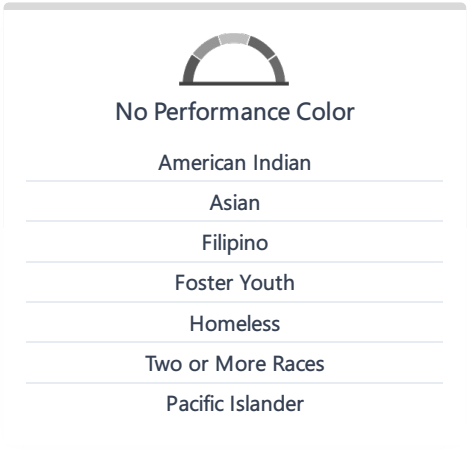 No Performance Color
American Indian
Asian
Filipino
Foster Youth
Homeless
Two or More Races
Pacific Islander